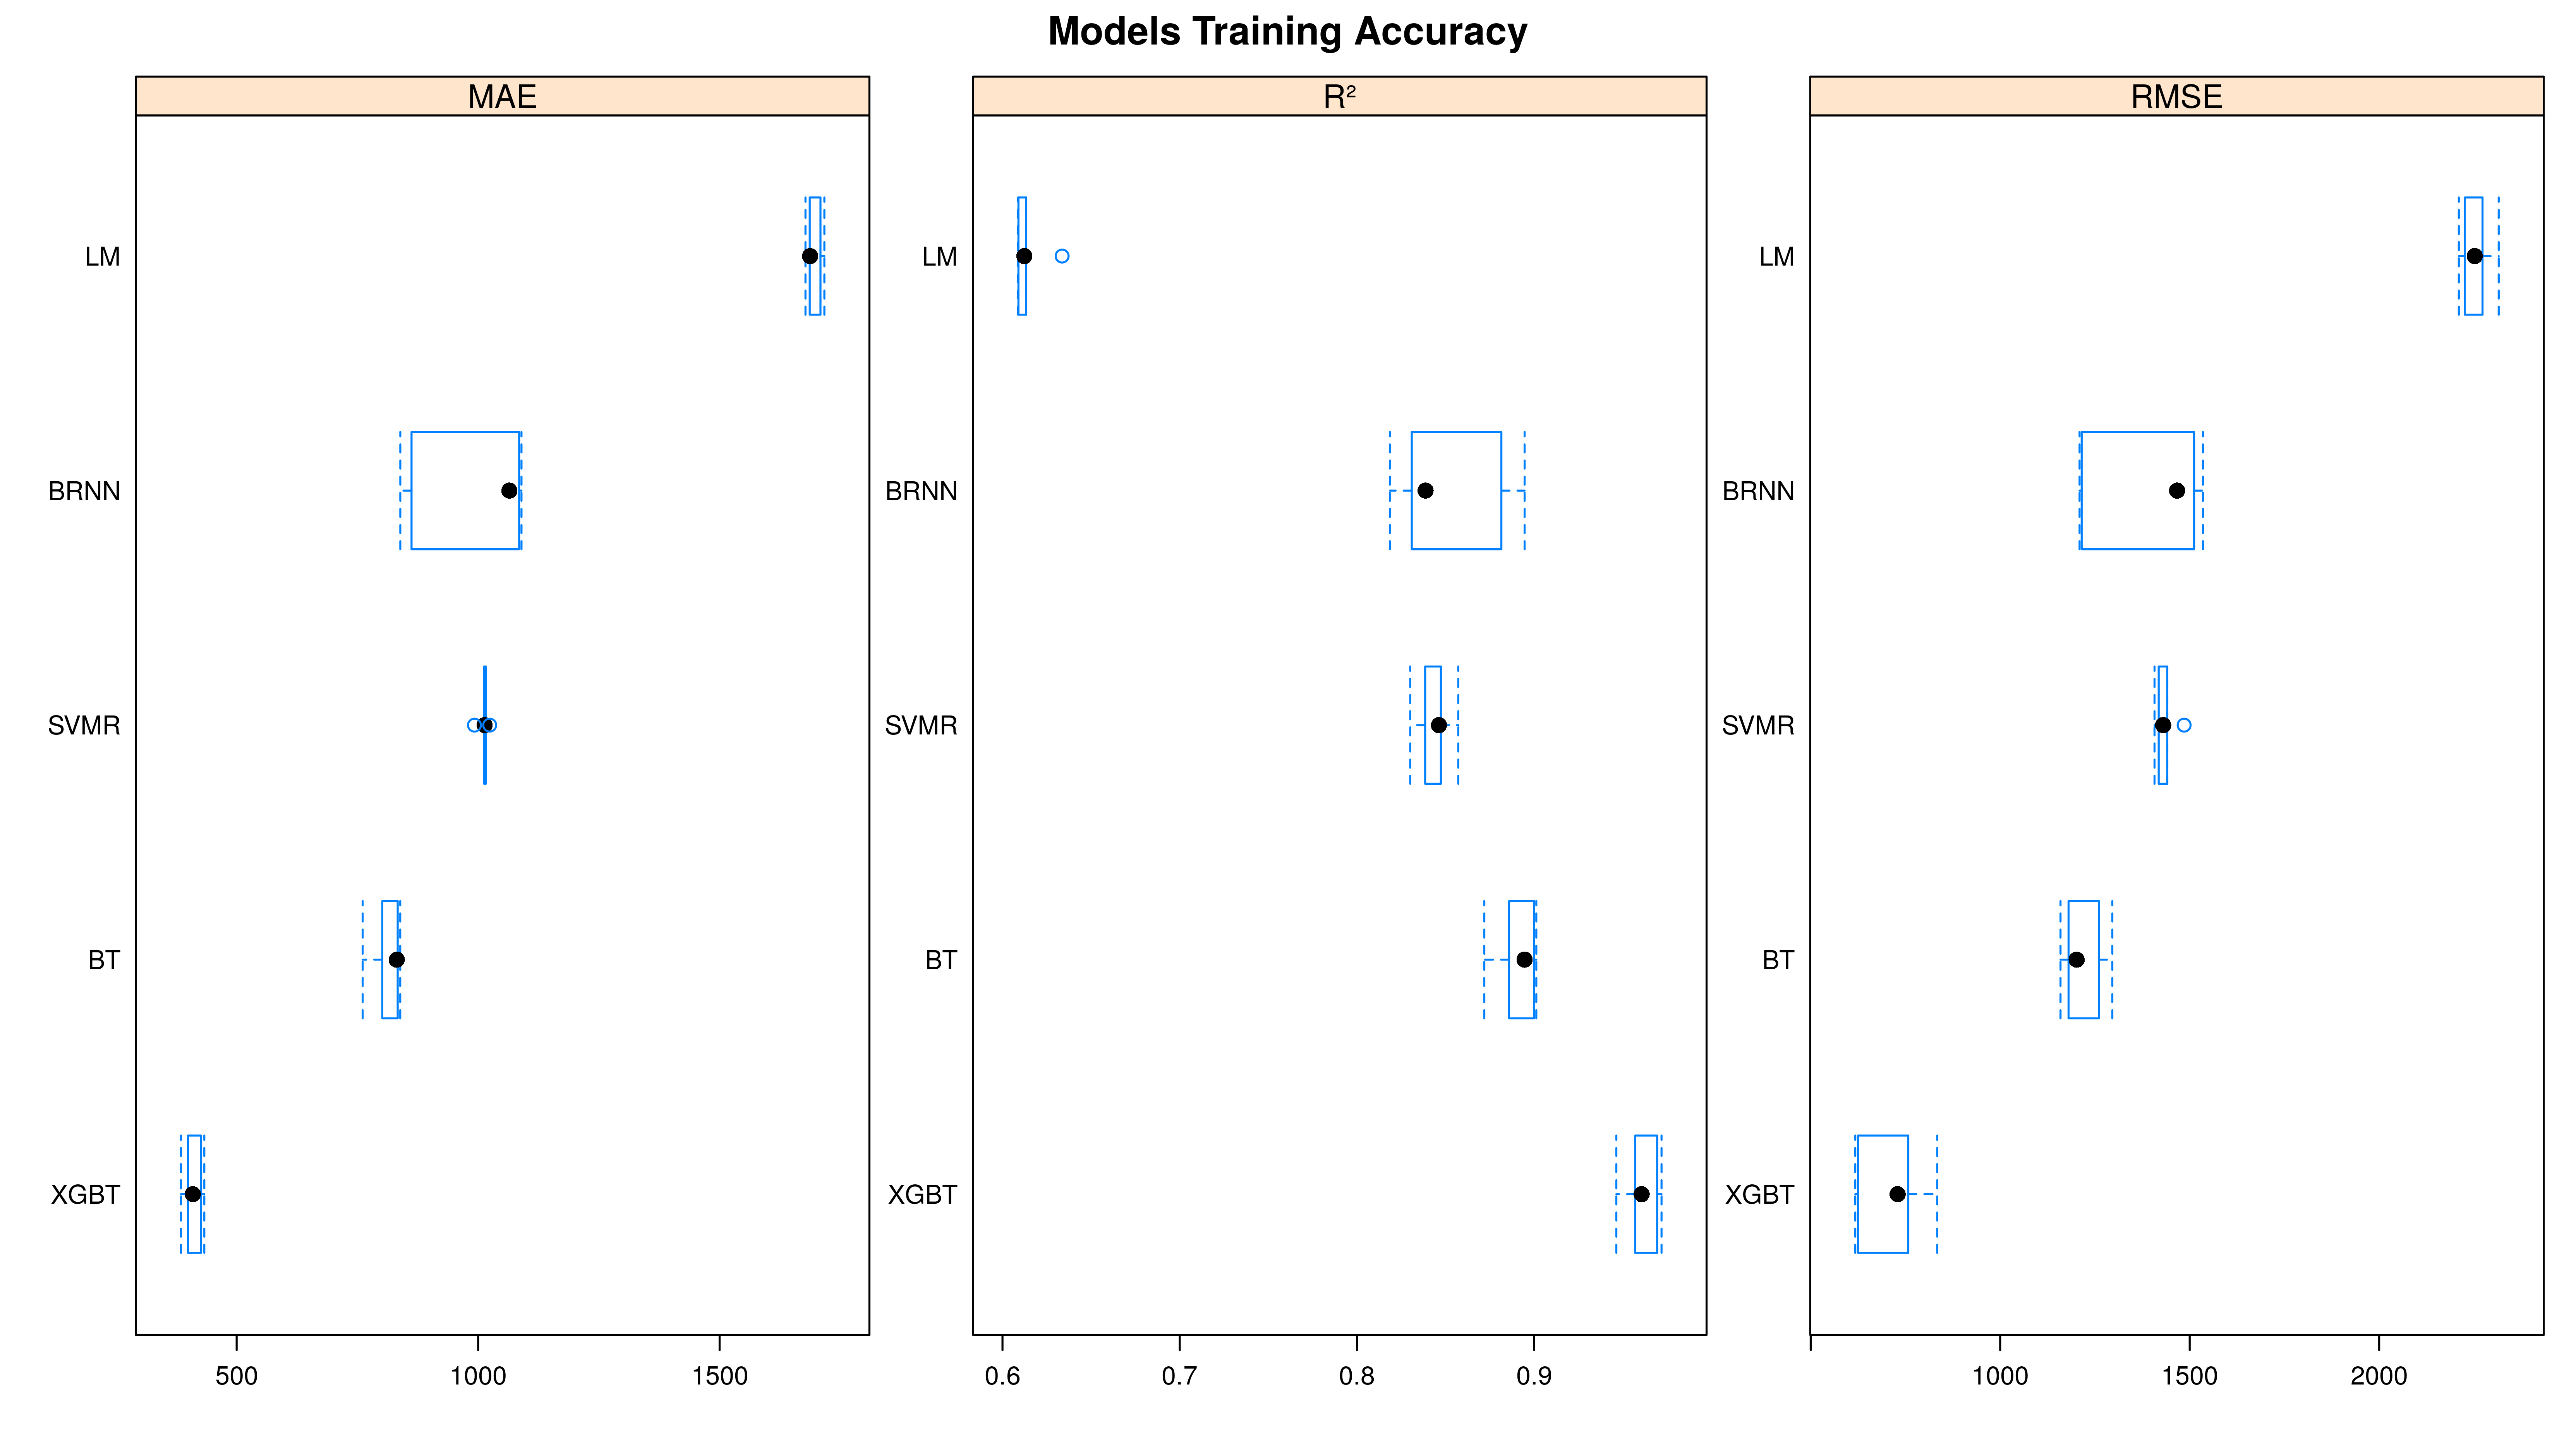 Models Training Accuracy
MAE
R²
RMSE
LM
LM
LM
BRNN
BRNN
BRNN
SVMR
SVMR
SVMR
BT
BT
BT
XGBT
XGBT
XGBT
500 1000 1500
0.6 0.7 0.8 0.9
1000 1500 2000